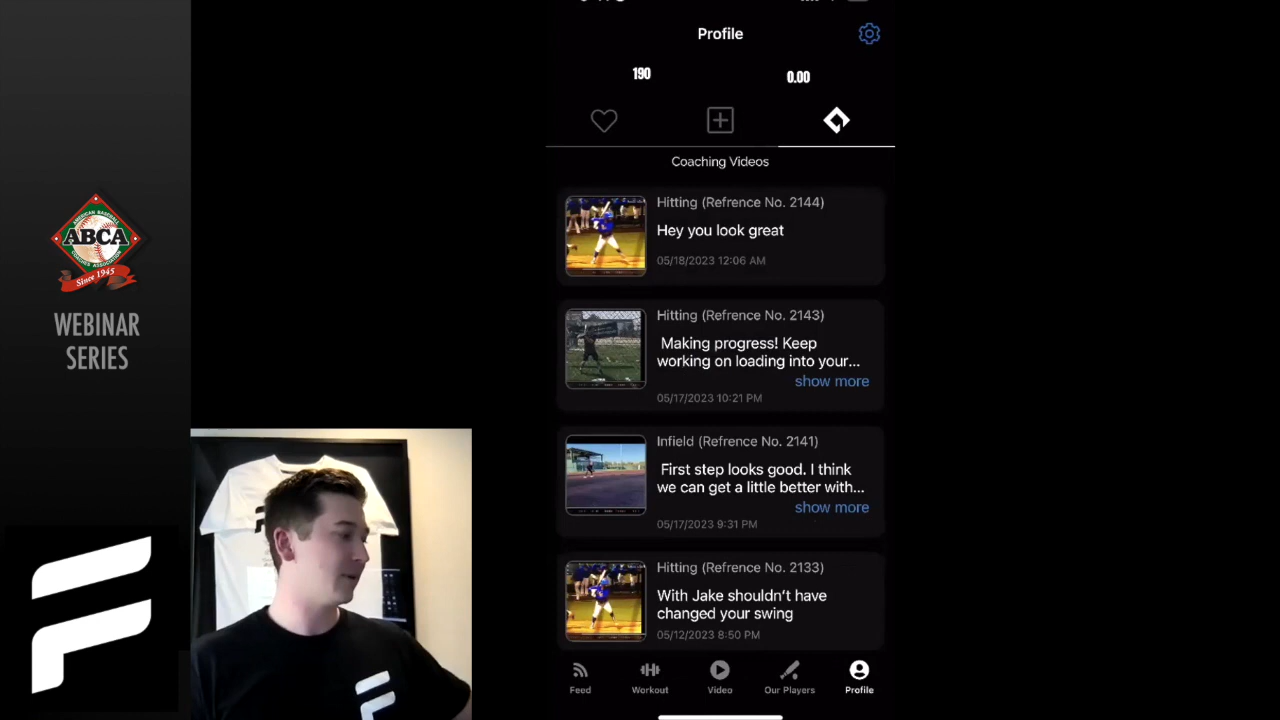 Profile
190
0.00
Coaching Videos
Hitting (Refrence No. 2144)
Hey you look great
05/18/2023 12:06 AM
Hitting (Refrence No. 2143)
Making progress! Keep
working on loading into your...
show more
05/17/2023 10:21 PM
Infield (Refrence No. 2141)
First step looks good. I think
we can get a little better with...
show more
05/17/2023 9:31 PM
Hitting (Refrence No. 2133)
With Jake shouldn't have
changed your swing
05/12/2023 8:50 PM
Feed
Workout
Video
Our Players
Profile
AMERICAN BASEBALL
ABCA
COACHES ASSOCIATION
Since 1945
WEBINAR
SERIES
F